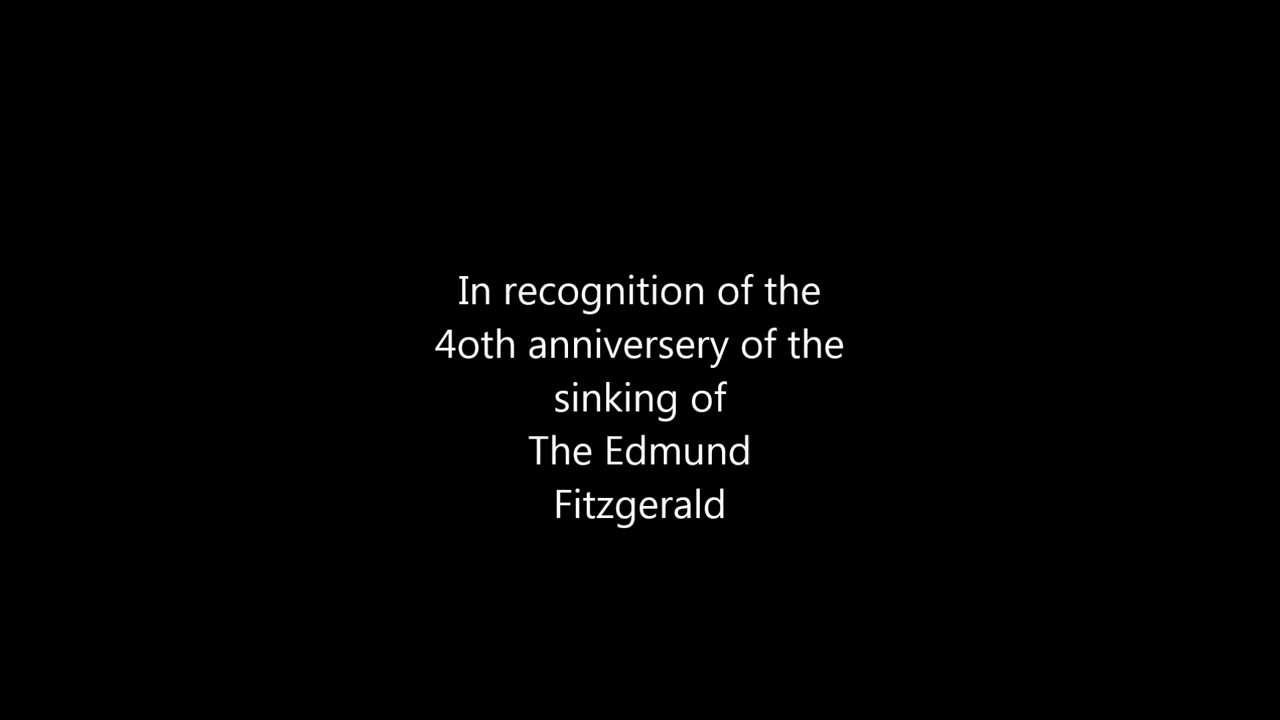 In recognition of the
4oth anniversery of the
sinking of
The Edmund
Fitzgerald